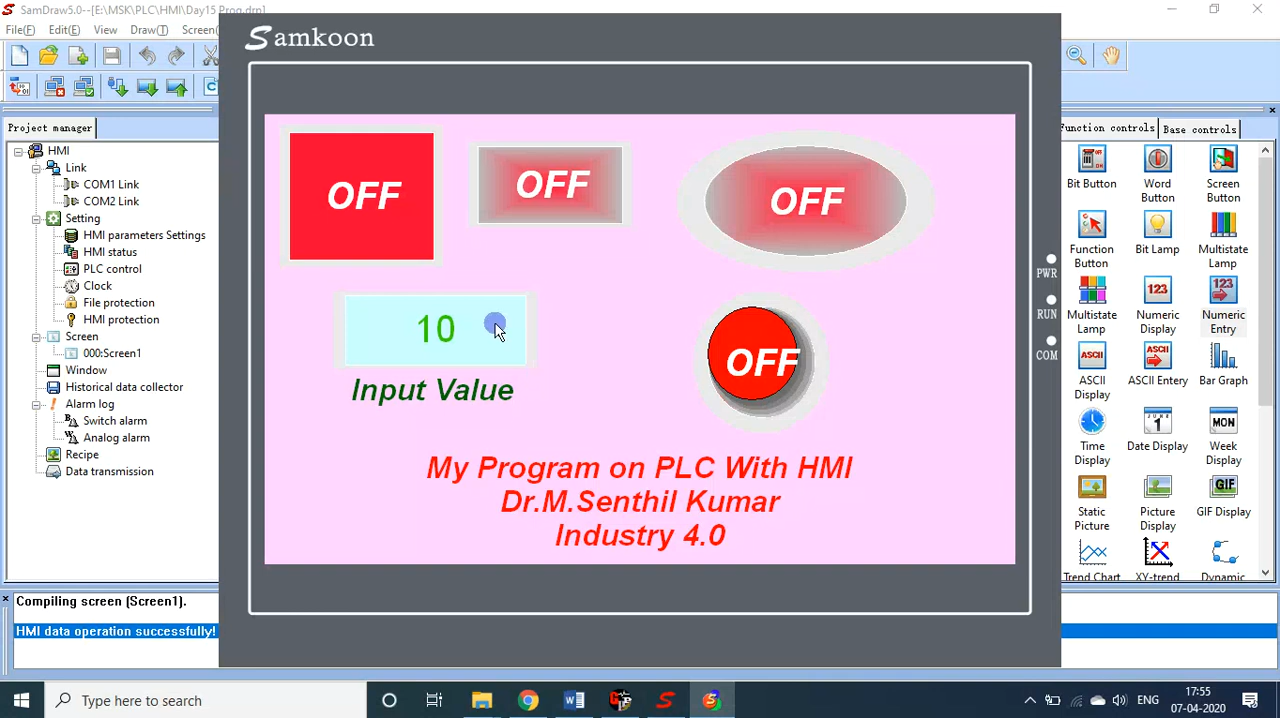 SamDraw5.0--[E:\MSK\PLC\HMI\Day15 Prog.drp]
File(F) Edit(E) View Draw(T) Screen(
Samkoon
Project manager
HMI
Link
COM1 Link
COM2 Link
Setting
HMI parameters Settings
HMI status
PLC control
Clock
File protection
HMI protection
Screen
000:Screen1
Window
Historical data collector
Alarm log
Switch alarm
Analog alarm
Recipe
Data transmission
OFF
OFF
OFF
10
Input Value
OFF
My Program on PLC With HMI
Dr.M.Senthil Kumar
Industry 4.0
PWR
RUN
COM
Function controls Base controls
Bit Button
Word Button
Screen Button
Function Button
Bit Lamp
Multistate Lamp
Multistate Lamp
123
Numeric Display
123
Numeric Entry
ASCII
ASCII Display
ASCII
ASCII Entery
Bar Graph
Time Display
1
Date Display
MON
Week Display
Static Picture
Picture Display
GIF
GIF Display
Trend Chart
XY-trend
Dynamic
Compiling screen [Screen1].
HMI data operation successfully!
Type here to search
ENG
17:55
07-04-2020